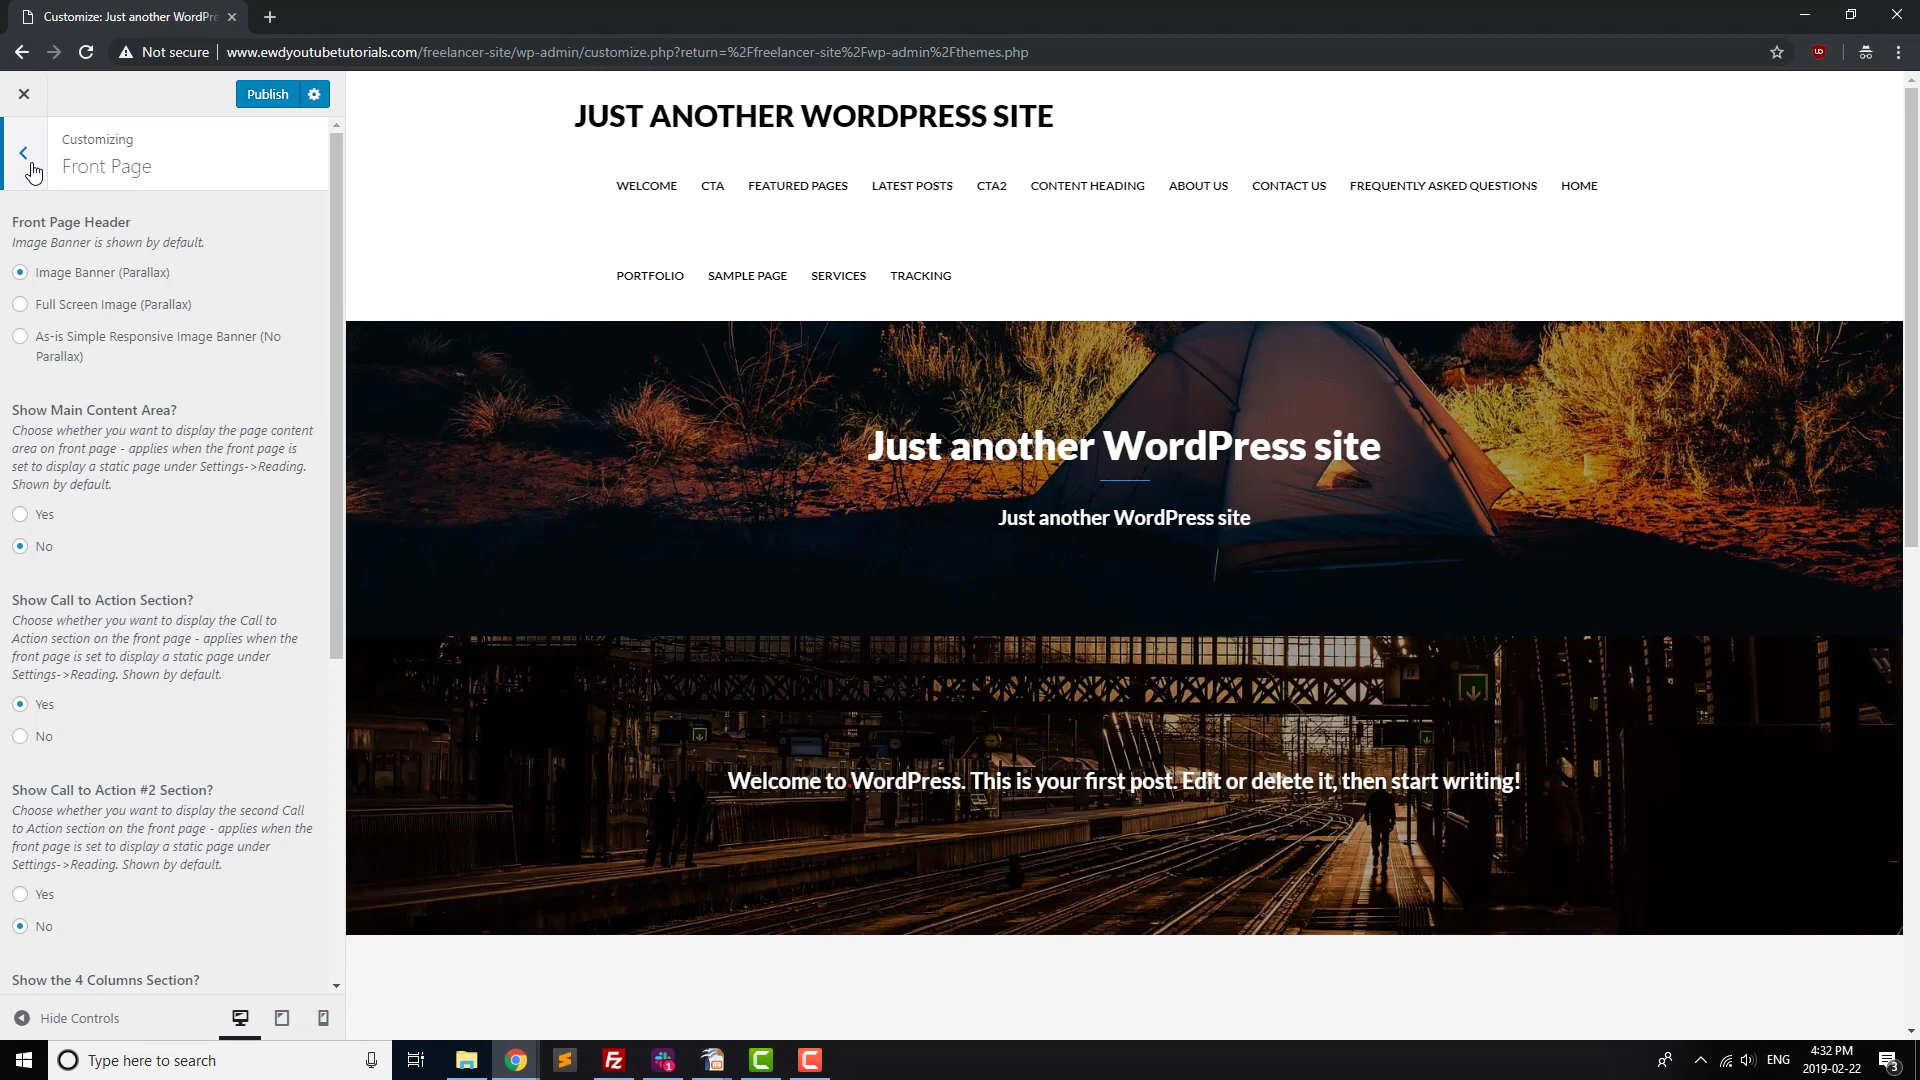 Customize: Just another WordPre
Not secure | www.ewdyoutubetutorials.com/freelancer-site/wp-admin/customize.php?return=%2Ffreelancer-site%2Fwp-admin%2Fthemes.php
Publish
Customizing
Front Page
Front Page Header
Image Banner is shown by default.
Image Banner (Parallax)
Full Screen Image (Parallax)
As-is Simple Responsive Image Banner (No
Parallax)
Show Main Content Area?
Choose whether you want to display the page content
area on front page - applies when the front page is
set to display a static page under Settings->Reading.
Shown by default.
Yes
No
Show Call to Action Section?
Choose whether you want to display the Call to
Action section on the front page - applies when the
front page is set to display a static page under
Settings->Reading. Shown by default.
Yes
No
Show Call to Action #2 Section?
Choose whether you want to display the second Call
to Action section on the front page - applies when the
front page is set to display a static page under
Settings->Reading. Shown by default.
Yes
No
Show the 4 Columns Section?
Hide Controls
JUST ANOTHER WORDPRESS SITE
WELCOME CTA FEATURED PAGES LATEST POSTS CTA2 CONTENT HEADING ABOUT US CONTACT US FREQUENTLY ASKED QUESTIONS HOME
PORTFOLIO SAMPLE PAGE SERVICES TRACKING
Just another WordPress site
Just another WordPress site
Welcome to WordPress. This is your first post. Edit or delete it, then start writing!
Type here to search
ENG
4:32 PM
2019-02-22
3